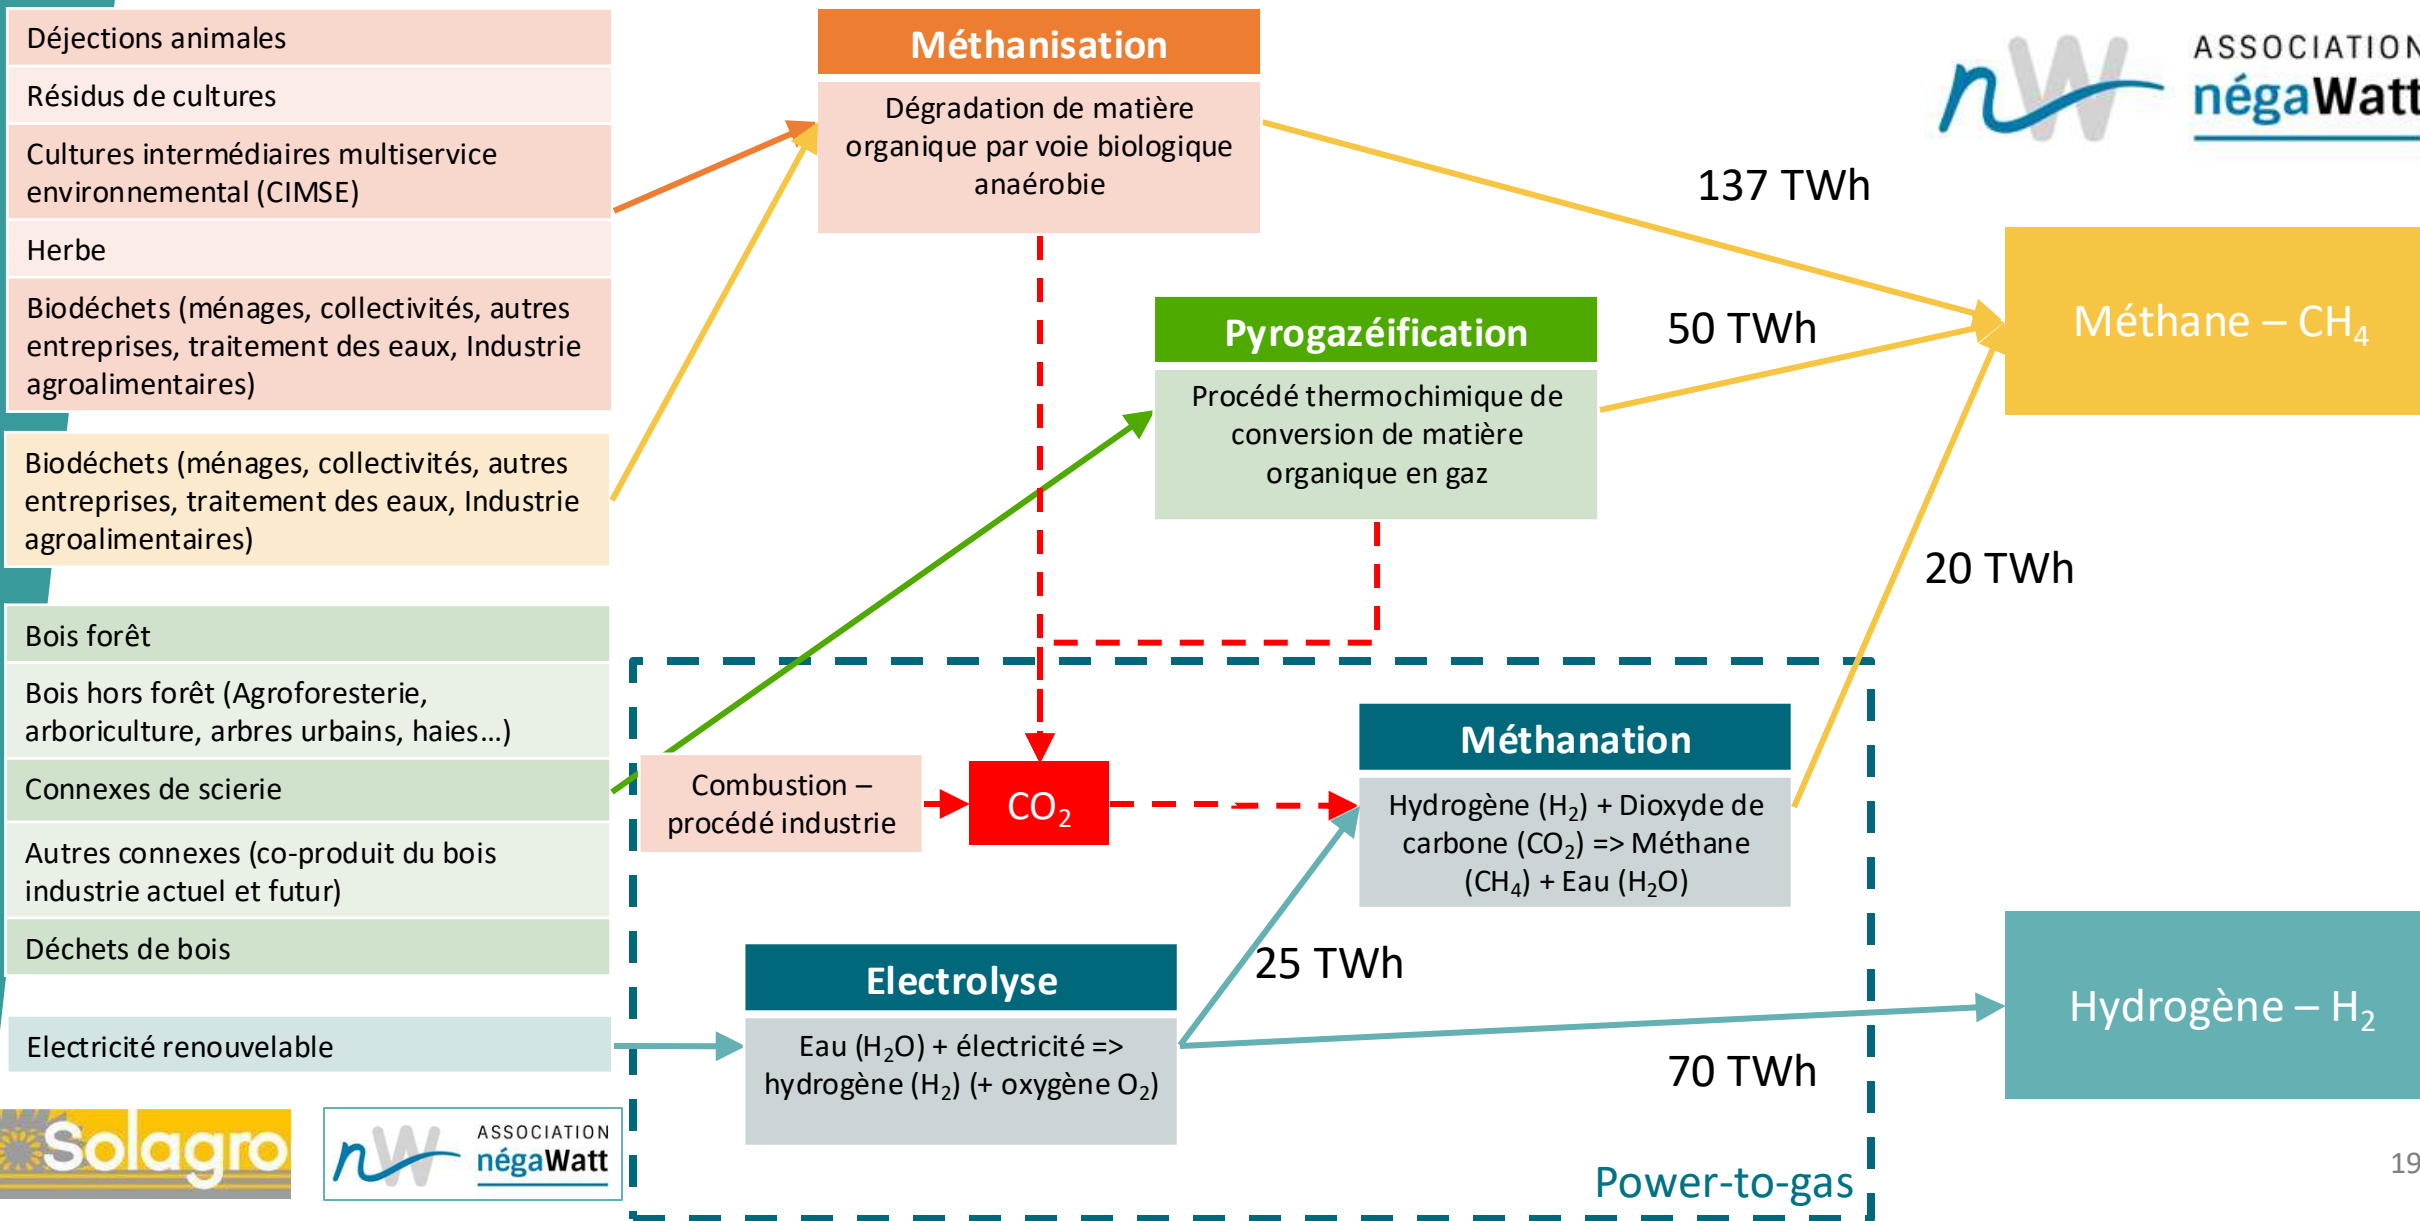 Déjections animales
Résidus de cultures
Cultures intermédiaires multiservice
environnemental (CIMSE)
Herbe
Biodéchets (ménages, collectivités, autres
entreprises, traitement des eaux, Industrie
agroalimentaires)
Biodéchets (ménages, collectivités, autres
entreprises, traitement des eaux, Industrie
agroalimentaires)
Bois forêt
Bois hors forêt (Agroforesterie,
arboriculture, arbres urbains, haies…)
Connexes de scierie
Autres connexes (co-produit du bois
industrie actuel et futur)
Déchets de bois
Electricité renouvelable
Méthanisation
Dégradation de matière
organique par voie biologique
anaérobie
Pyrogazéification
Procédé thermochimique de
conversion de matière
organique en gaz
Combustion –
procédé industrie
CO₂
Méthanation
Hydrogène (H₂) + Dioxyde de
carbone (CO₂) => Méthane
(CH₄) + Eau (H₂O)
Electrolyse
Eau (H₂O) + électricité =>
hydrogène (H₂) (+ oxygène O₂)
Power-to-gas
137 TWh
50 TWh
20 TWh
25 TWh
70 TWh
nW
ASSOCIATION
négaWatt
Méthane – CH₄
Hydrogène – H₂
Solagro
nW
ASSOCIATION
négaWatt
19